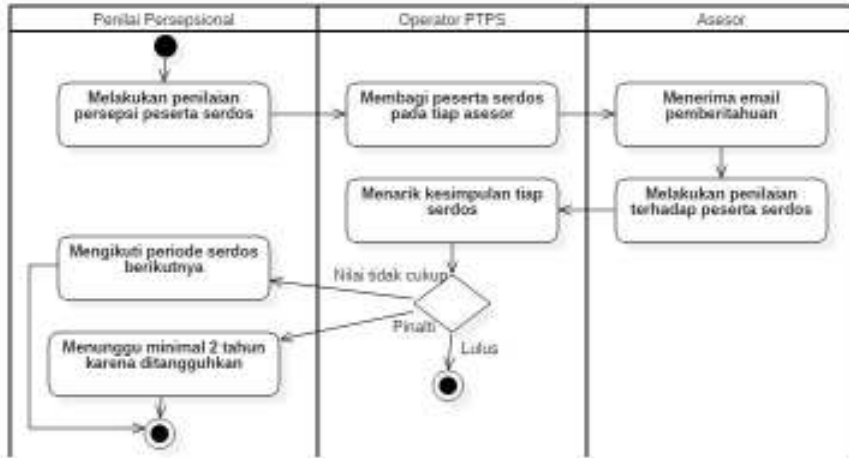 Penilai Persepsional
Operator PTPS
Asesor
Melakukan penilaian
persepsi peserta serdos
Membagi peserta serdos
pada tiap asesor
Menerima email
pemberitahuan
Menarik kesimpulan tiap
serdos
Melakukan penilaian
terhadap peserta serdos
Mengikuti periode serdos
berikutnya
Nilai tidak cukup
Pinalti
Lulus
Menunggu minimal 2 tahun
karena ditangguhkan